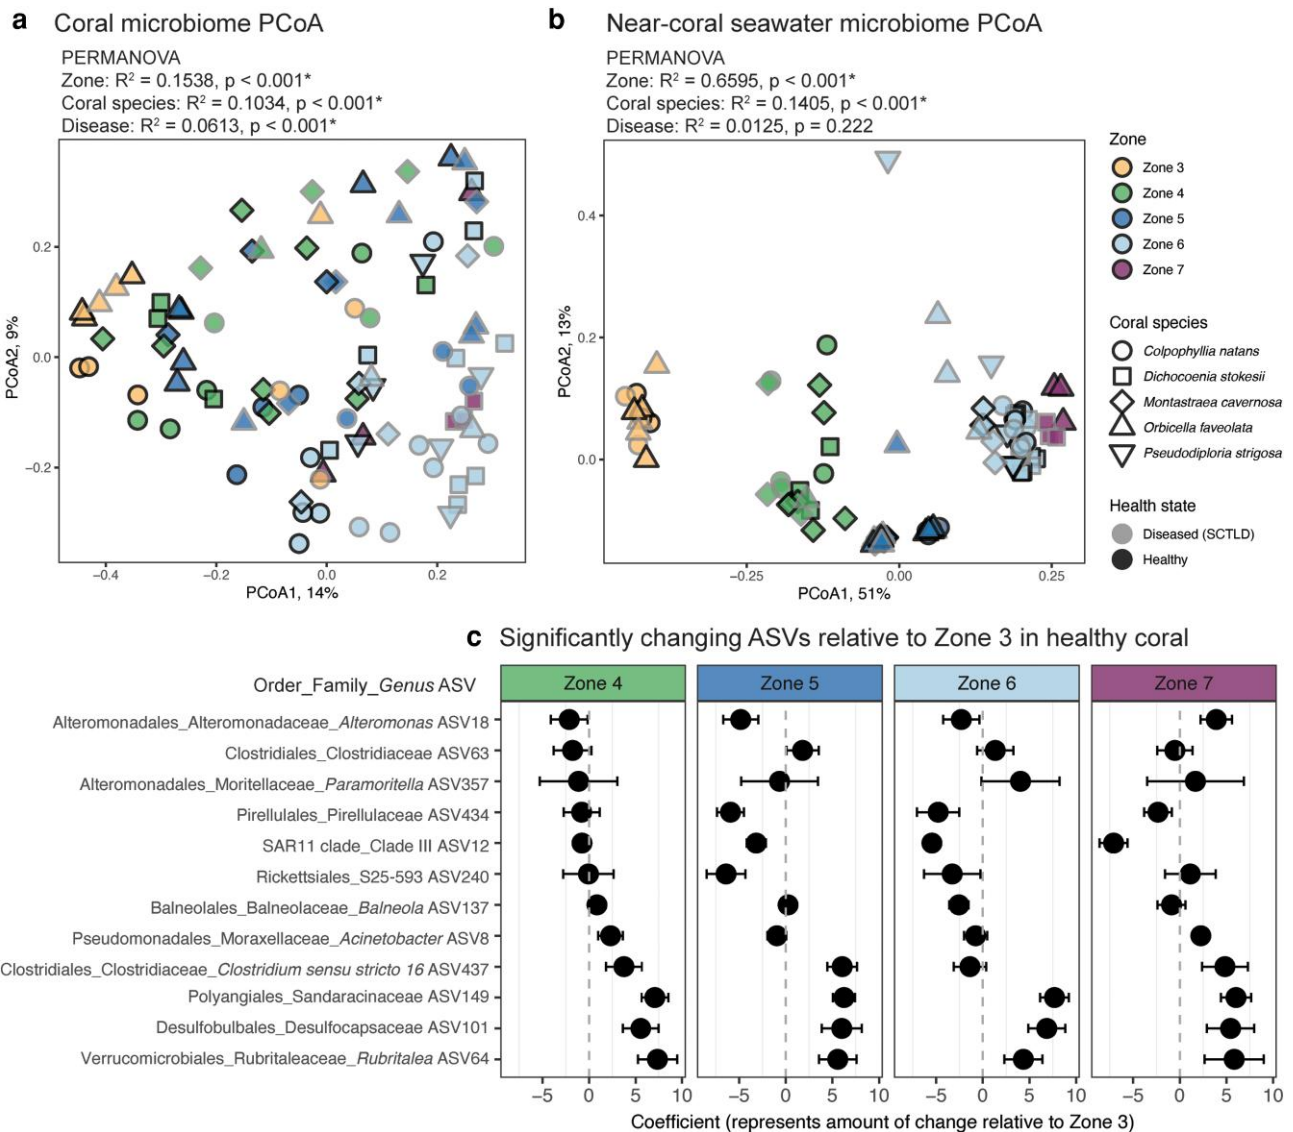 a Coral microbiome PCoA
PERMANOVA
Zone: R² = 0.1538, p < 0.001*
Coral species: R² = 0.1034, p < 0.001*
Disease: R² = 0.0613, p < 0.001*
PCoA2, 9%
0.2
0.0
−0.2
−0.4
−0.2
0.0
0.2
PCoA1, 14%
b Near-coral seawater microbiome PCoA
PERMANOVA
Zone: R² = 0.6595, p < 0.001*
Coral species: R² = 0.1405, p < 0.001*
Disease: R² = 0.0125, p = 0.222
PCoA2, 13%
0.4
0.2
0.0
−0.25
0.00
0.25
PCoA1, 51%
Zone
Zone 3
Zone 4
Zone 5
Zone 6
Zone 7
Coral species
Colpophyllia natans
Dichocoenia stokesii
Montastraea cavernosa
Orbicella faveolata
Pseudodiploria strigosa
Health state
Diseased (SCTLD)
Healthy
c Significantly changing ASVs relative to Zone 3 in healthy coral
Order_Family_Genus ASV
Zone 4
Zone 5
Zone 6
Zone 7
Alteromonadales_Alteromonadaceae_Alteromonas ASV18
Clostridiales_Clostridiaceae ASV63
Alteromonadales_Moritellaceae_Paramoritella ASV357
Pirellulales_Pirellulaceae ASV434
SAR11 clade_Clade III ASV12
Rickettsiales_S25-593 ASV240
Balneolales_Balneolaceae_Balneola ASV137
Pseudomonadales_Moraxellaceae_Acinetobacter ASV8
Clostridiales_Clostridiaceae_Clostridium sensu stricto 16 ASV437
Polyangiales_Sandaracinaceae ASV149
Desulfobulbales_Desulfocapsaceae ASV101
Verrucomicrobiales_Rubritaleaceae_Rubritalea ASV64
−5 0 5 10
−5 0 5 10
−5 0 5 10
−5 0 5 10
Coefficient (represents amount of change relative to Zone 3)